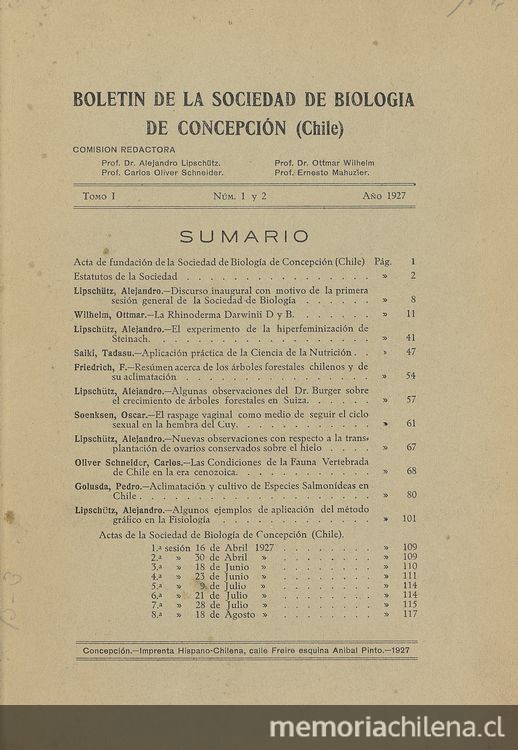 BOLETIN DE LA SOCIEDAD DE BIOLOGIA
DE CONCEPCIÓN (Chile)
COMISION REDACTORA
Prof. Dr. Alejandro Lipschütz. Prof. Dr. Ottmar Wilhelm
Prof. Carlos Oliver Schneider. Prof. Ernesto Mahuzier.
TOMO I NÚM. 1 y 2 AÑO 1927
SUMARIO
Acta de fundación de la Sociedad de Biología de Concepción (Chile) Pág. 1
Estatutos de la Sociedad . . . . . . . . . . . . . . . . » 2
Lipschütz, Alejandro.—Discurso inaugural con motivo de la primera
sesión general de la Sociedad de Biología . . . . . . » 8
Wilhelm, Ottmar.—La Rhinoderma Darwinii D y B. . . . . . . » 11
Lipschütz, Alejandro.—El experimento de la hiperfeminización de
Steinach. . . . . . . . . . . . . . . . . . . » 41
Saiki, Tadasu.—Aplicación práctica de la Ciencia de la Nutrición . . » 47
Friedrich, F.—Resúmen acerca de los árboles forestales chilenos y de
su aclimatación . . . . . . . . . . . . . . . . » 54
Lipschütz, Alejandro.—Algunas observaciones del Dr. Burger sobre
el crecimiento de árboles forestales en Suiza. . . . . . » 57
Soenksen, Oscar.—El raspage vaginal como medio de seguir el ciclo
sexual en la hembra del Cuy. . . . . . . . . . . . » 61
Lipschütz, Alejandro.—Nuevas observaciones con respecto a la trans-
plantación de ovarios conservados sobre el hielo . . . . » 67
Oliver Schneider, Carlos.—Las Condiciones de la Fauna Vertebrada
de Chile en la era cenozoica. . . . . . . . . . . . » 68
Golusda, Pedro.—Aclimatación y cultivo de Especies Salmonídeas en
Chile . . . . . . . . . . . . . . . . . . . . » 80
Lipschütz, Alejandro.—Algunos ejemplos de aplicación del método
gráfico en la Fisiología . . . . . . . . . . . . . » 101
Actas de la Sociedad de Biología de Concepción (Chile).
1.ª sesión 16 de Abril 1927 . . . . . . . . . » 109
2.ª » 30 de Abril » . . . . . . . . . » 109
3.ª » 18 de Junio » . . . . . . . . . » 110
4.ª » 23 de Junio » . . . . . . . . . » 111
5.ª » 9 de Julio » . . . . . . . . . » 114
6.ª » 21 de Julio » . . . . . . . . . » 114
7.ª » 28 de Julio » . . . . . . . . . » 115
8.ª » 18 de Agosto » . . . . . . . . . » 117
Concepción.—Imprenta Hispano-Chilena, calle Freire esquina Anibal Pinto.—1927
memoriachilena.cl